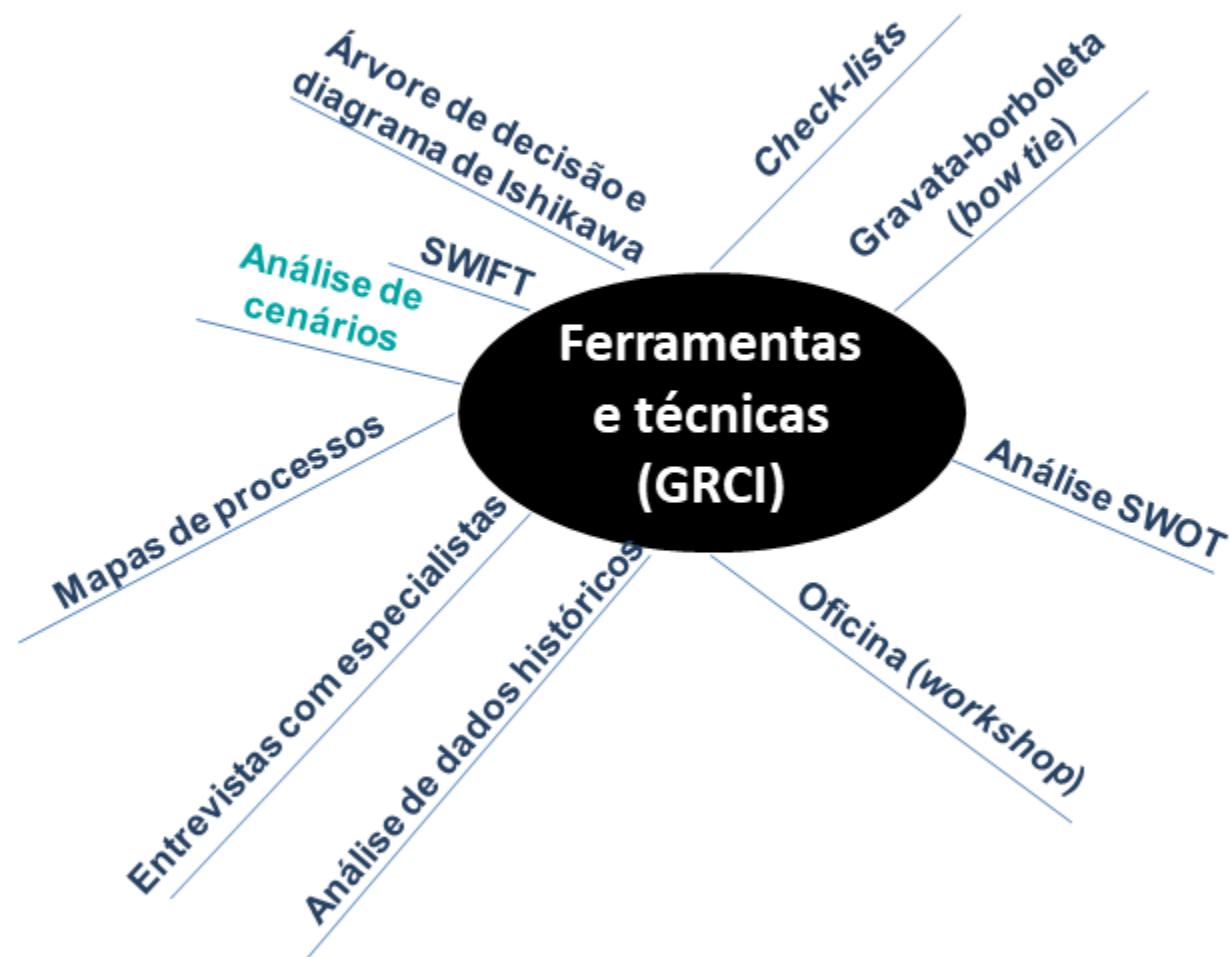 Árvore de decisão e
diagrama de Ishikawa
Check-lists
Gravata-borboleta
(bow tie)
SWIFT
Análise de
cenários
Ferramentas
e técnicas
(GRCI)
Mapas de processos
Análise SWOT
Entrevistas com especialistas
Análise de dados históricos
Oficina (workshop)